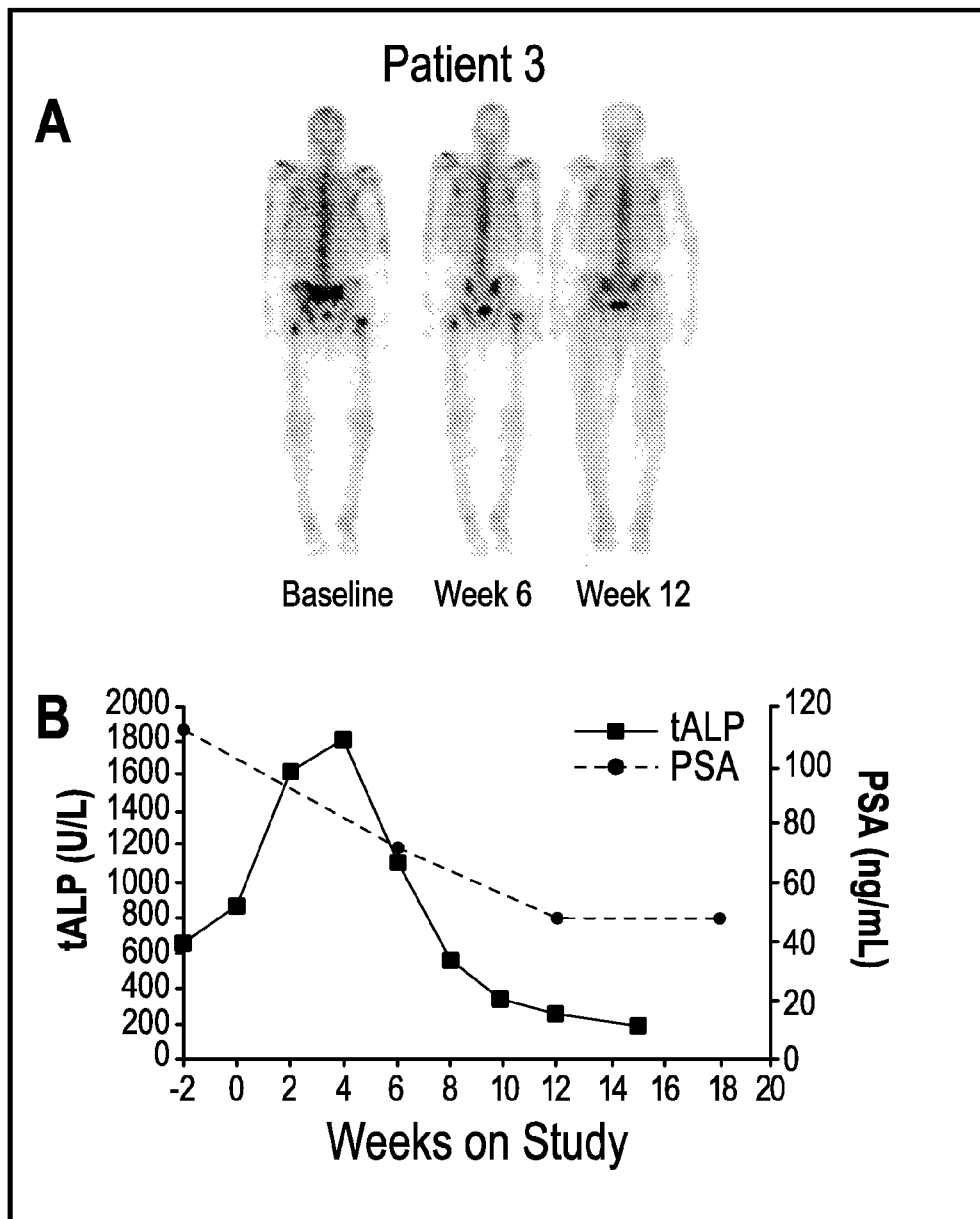 Patient 3
A
Baseline Week 6 Week 12
B
tALP (U/L)
2000
1800
1600
1400
1200
1000
800
600
400
200
0
tALP
PSA
120
100
80
60
40
20
0
PSA (ng/mL)
-2 0 2 4 6 8 10 12 14 16 18 20
Weeks on Study